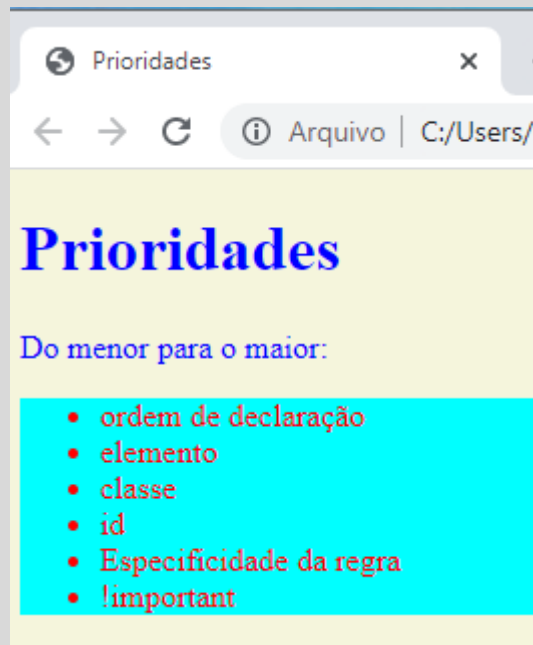 Prioridades
Arquivo | C:/Users/
Prioridades
Do menor para o maior:
• ordem de declaração
• elemento
• classe
• id
• Especificidade da regra
• !important